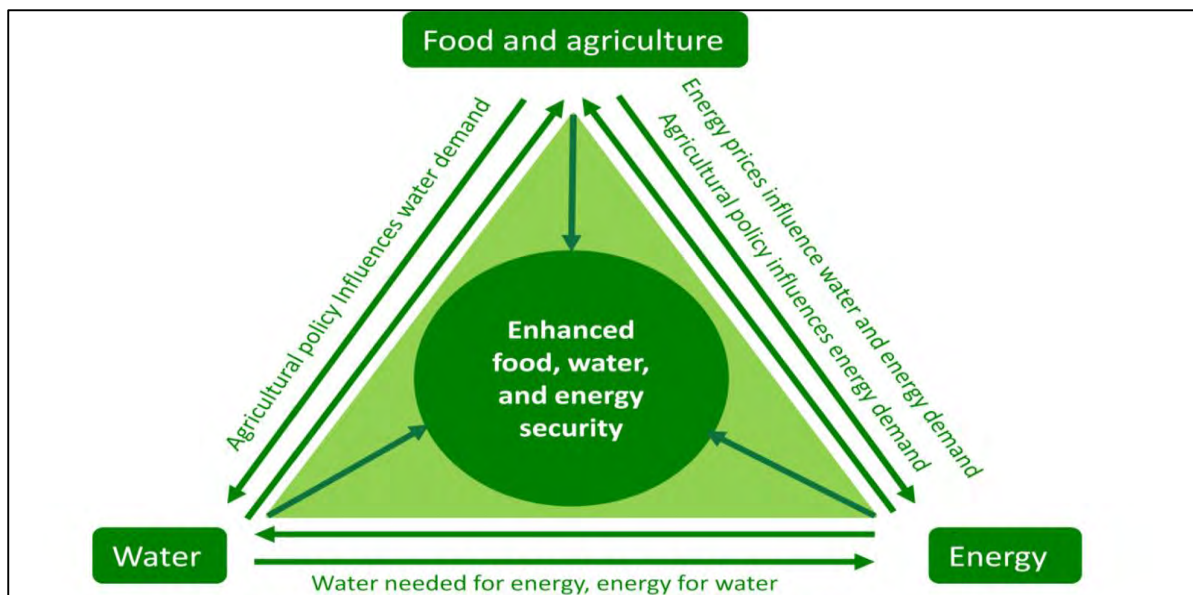 Food and agriculture
Agricultural policy Influences water demand
Energy prices influence water and energy demand
Agricultural policy influences energy demand
Enhanced
food, water,
and energy
security
Water
Energy
Water needed for energy, energy for water